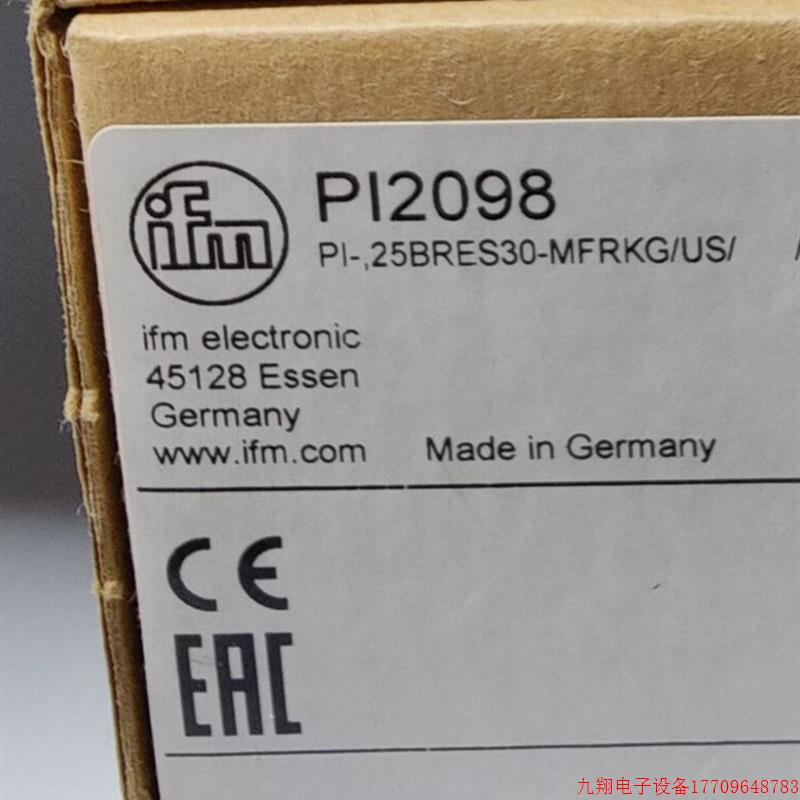 ifm
PI2098
PI-,25BRES30-MFRKG/US/ /
ifm electronic
45128 Essen
Germany
www.ifm.com Made in Germany
CE
EAC
九翔电子设备17709648783